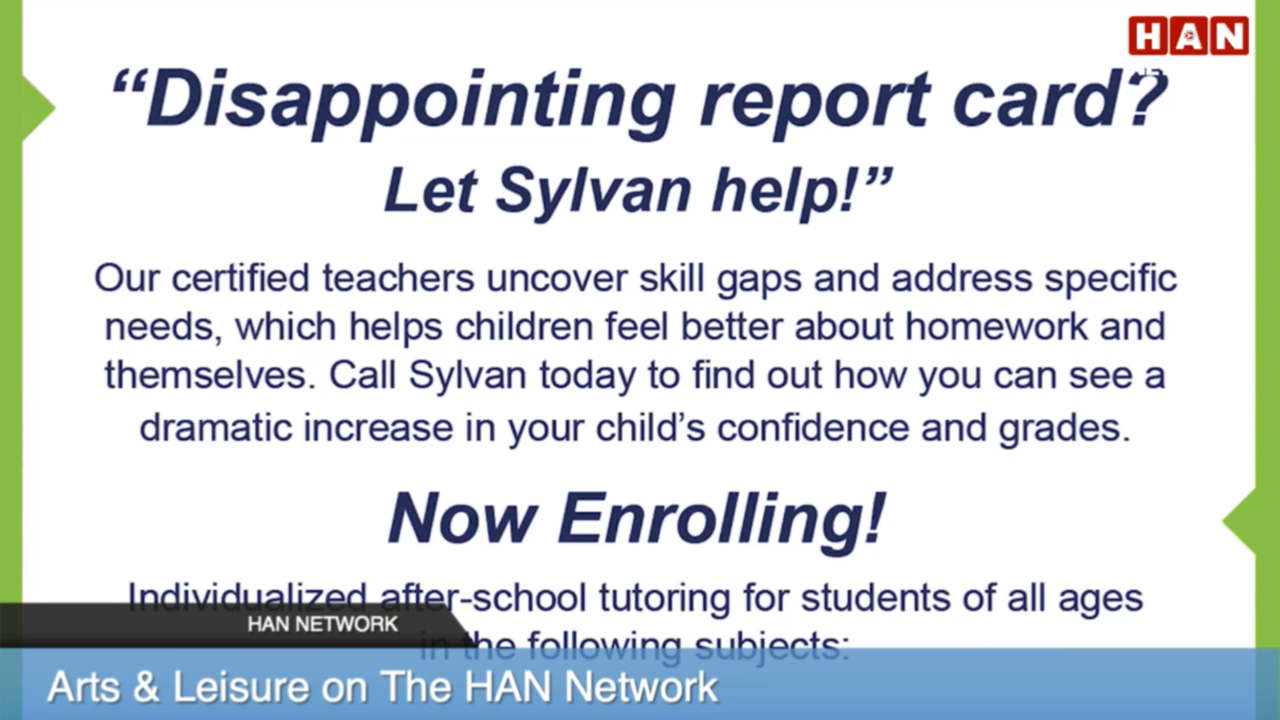 HAN
“Disappointing report card?
Let Sylvan help!”
Our certified teachers uncover skill gaps and address specific
needs, which helps children feel better about homework and
themselves. Call Sylvan today to find out how you can see a
dramatic increase in your child’s confidence and grades.
Now Enrolling!
Individualized after-school tutoring for students of all ages
in the following subjects:
HAN NETWORK
Arts & Leisure on The HAN Network